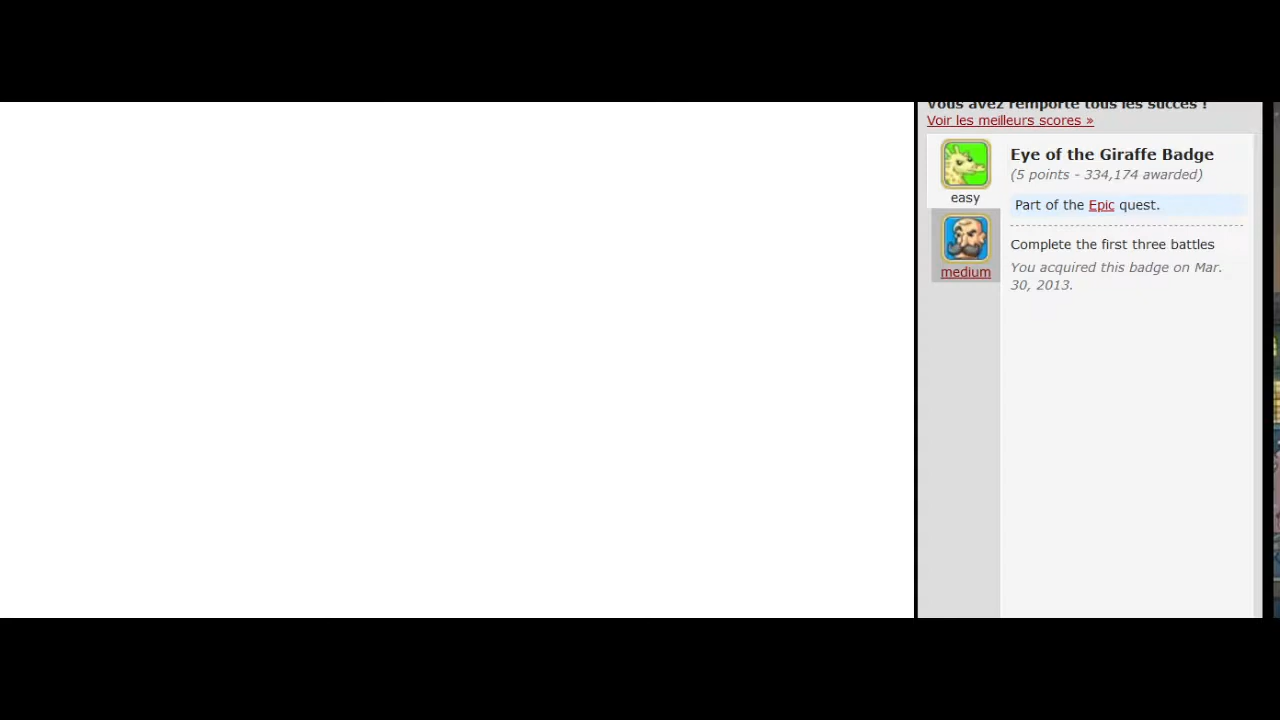 Vous avez remporté tous les succès !
Voir les meilleurs scores »
easy
medium
Eye of the Giraffe Badge
(5 points - 334,174 awarded)
Part of the Epic quest.
Complete the first three battles
You acquired this badge on Mar.
30, 2013.